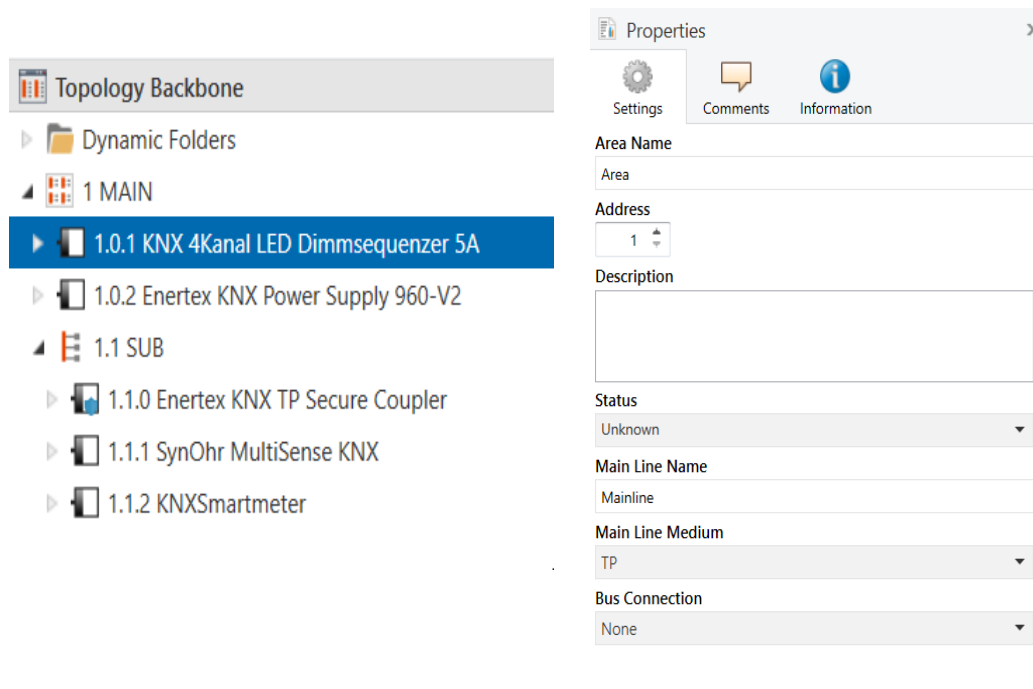 Topology Backbone
Dynamic Folders
1 MAIN
1.0.1 KNX 4Kanal LED Dimmsequenzer 5A
1.0.2 Enertex KNX Power Supply 960-V2
1.1 SUB
1.1.0 Enertex KNX TP Secure Coupler
1.1.1 SynOhr MultiSense KNX
1.1.2 KNXSmartmeter
.
Properties
Settings
Comments
Information
Area Name
Area
Address
1
Description
Status
Unknown
Main Line Name
Mainline
Main Line Medium
TP
Bus Connection
None